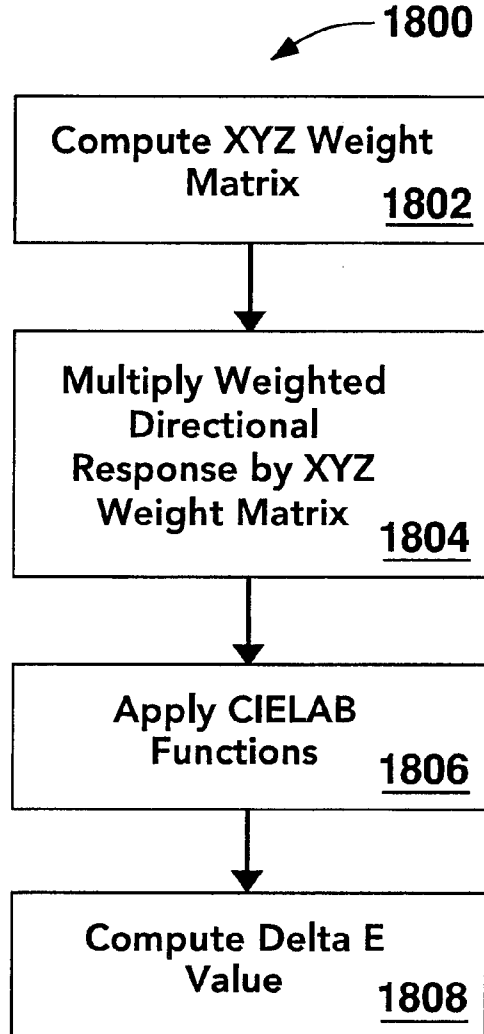 1800
Compute XYZ Weight
Matrix
1802
Multiply Weighted
Directional
Response by XYZ
Weight Matrix
1804
Apply CIELAB
Functions
1806
Compute Delta E
Value
1808